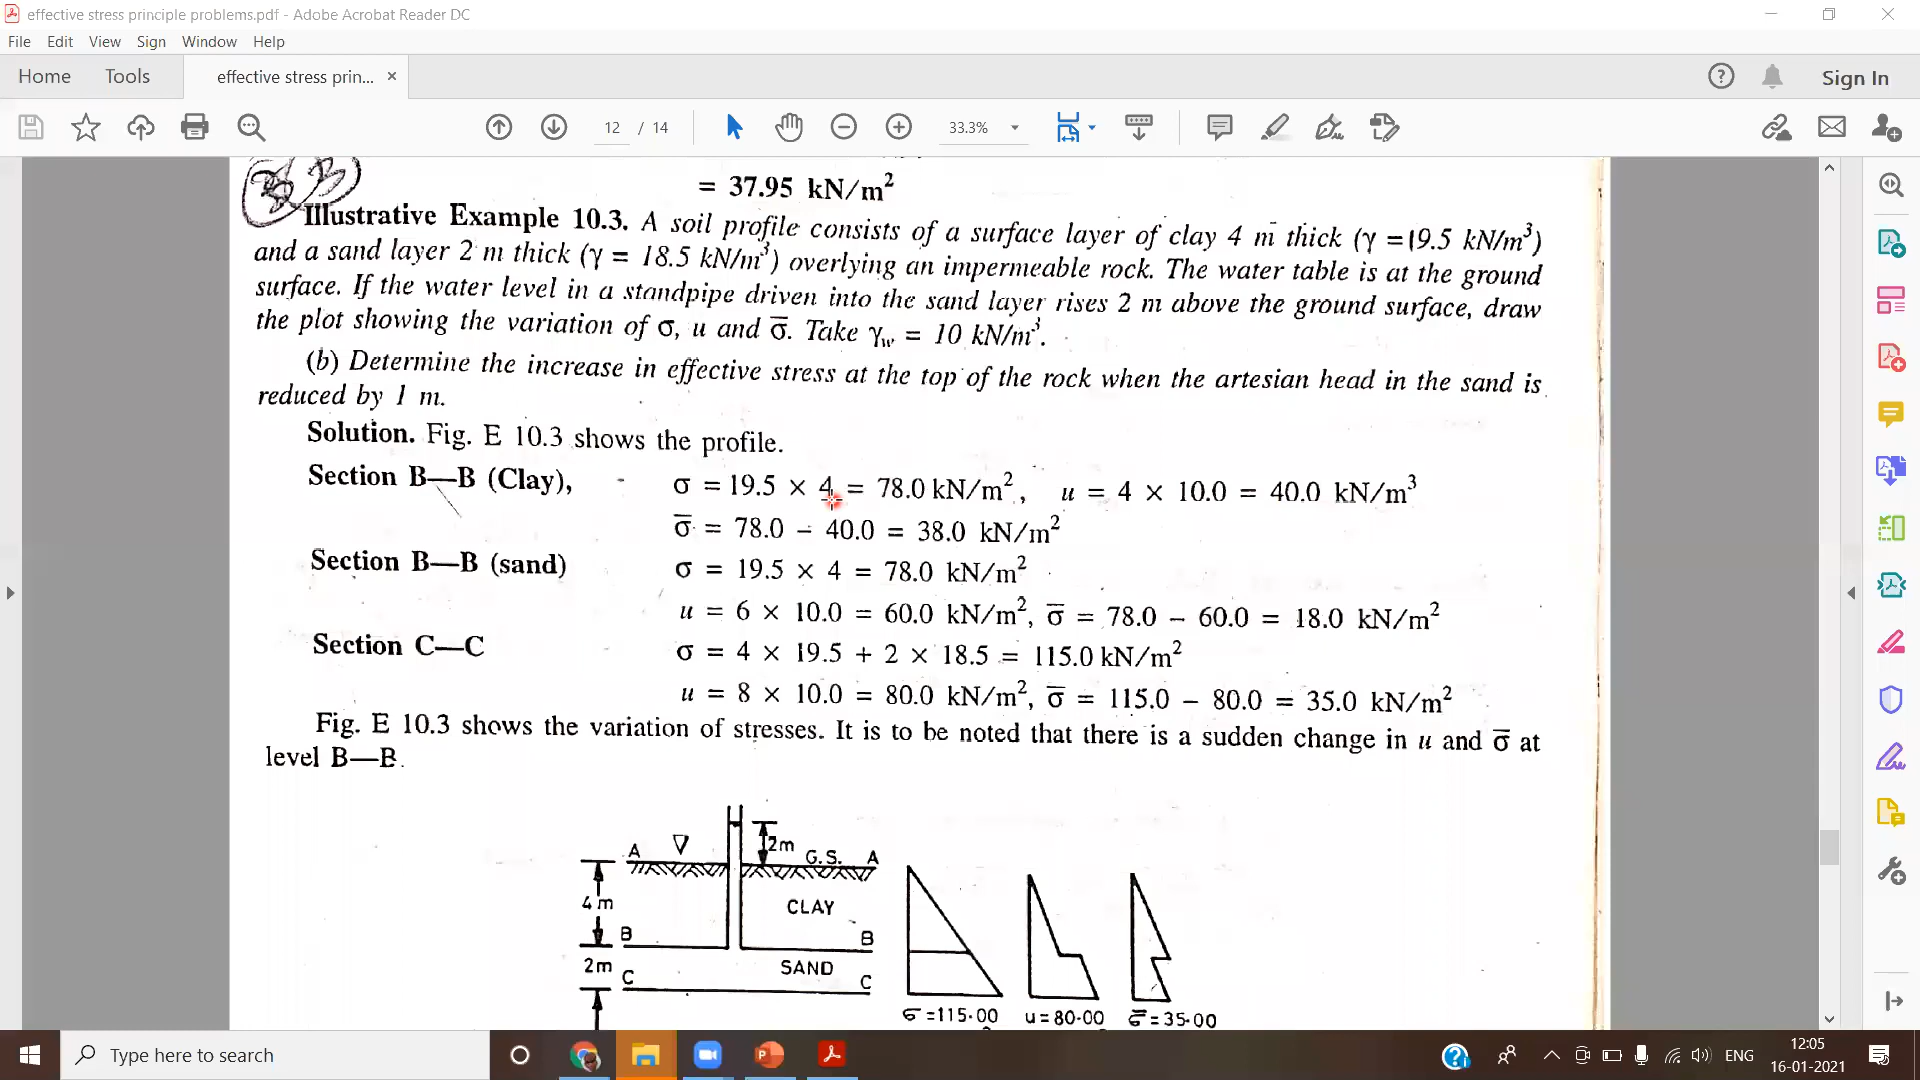 effective stress principle problems.pdf - Adobe Acrobat Reader DC
File Edit View Sign Window Help
Home Tools effective stress prin... × Sign In
12 / 14 33.3%
= 37.95 kN/m²
Illustrative Example 10.3. A soil profile consists of a surface layer of clay 4 m thick (γ = 19.5 kN/m³)
and a sand layer 2 m thick (γ = 18.5 kN/m³) overlying an impermeable rock. The water table is at the ground
surface. If the water level in a standpipe driven into the sand layer rises 2 m above the ground surface, draw
the plot showing the variation of σ, u and σ̅. Take γw = 10 kN/m³.
(b) Determine the increase in effective stress at the top of the rock when the artesian head in the sand is
reduced by 1 m.
Solution. Fig. E 10.3 shows the profile.
Section B—B (Clay), σ = 19.5 × 4 = 78.0 kN/m², u = 4 × 10.0 = 40.0 kN/m³
σ̅ = 78.0 − 40.0 = 38.0 kN/m²
Section B—B (sand) σ = 19.5 × 4 = 78.0 kN/m²
u = 6 × 10.0 = 60.0 kN/m², σ̅ = 78.0 − 60.0 = 18.0 kN/m²
Section C—C σ = 4 × 19.5 + 2 × 18.5 = 115.0 kN/m²
u = 8 × 10.0 = 80.0 kN/m², σ̅ = 115.0 − 80.0 = 35.0 kN/m²
Fig. E 10.3 shows the variation of stresses. It is to be noted that there is a sudden change in u and σ̅ at
level B—B.
2m
A G.S. A
4m CLAY
B B
2m SAND
C C
σ=115·00 u=80·00 σ̅=35·00
Type here to search
ENG
12:05
16-01-2021